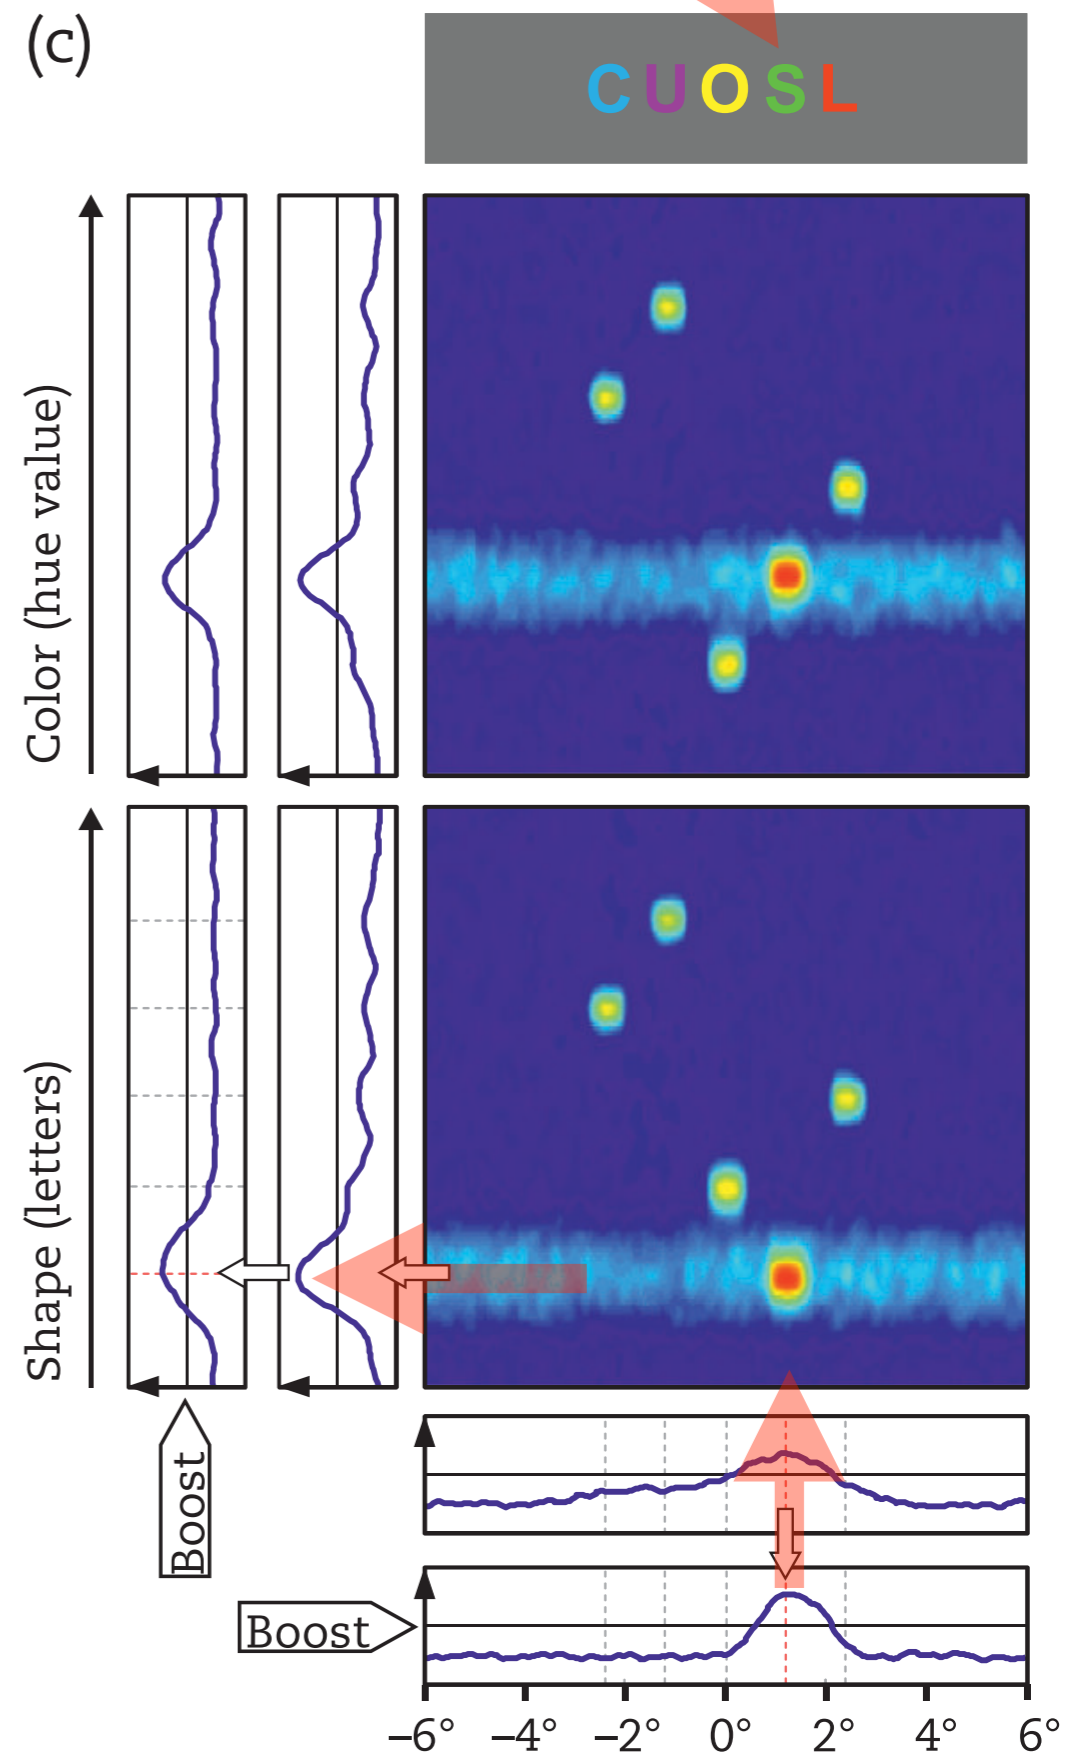 (c)
CUOSL
Color (hue value)
Shape (letters)
Boost
Boost
–6° –4° –2° 0° 2° 4° 6°